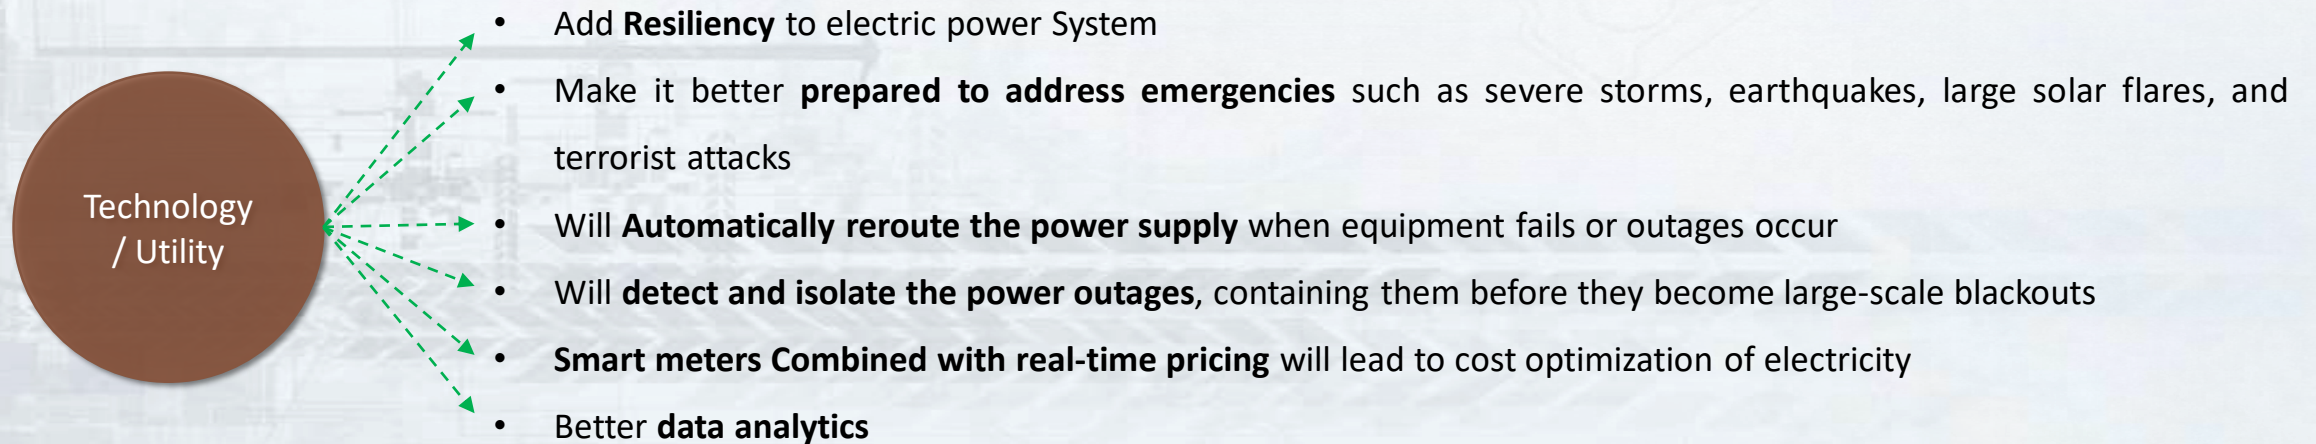 Technology
/ Utility
• Add Resiliency to electric power System
• Make it better prepared to address emergencies such as severe storms, earthquakes, large solar flares, and
terrorist attacks
• Will Automatically reroute the power supply when equipment fails or outages occur
• Will detect and isolate the power outages, containing them before they become large-scale blackouts
• Smart meters Combined with real-time pricing will lead to cost optimization of electricity
• Better data analytics